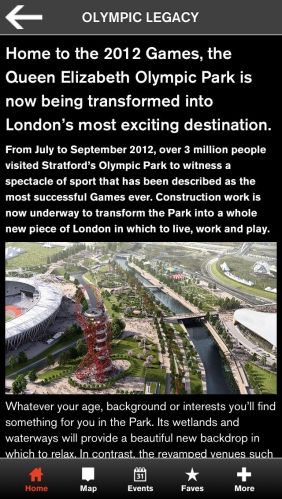 OLYMPIC LEGACY
Home to the 2012 Games, the
Queen Elizabeth Olympic Park is
now being transformed into
London's most exciting destination.
From July to September 2012, over 3 million people
visited Stratford's Olympic Park to witness a
spectacle of sport that has been described as the
most successful Games ever. Construction work is
now underway to transform the Park into a whole
new piece of London in which to live, work and play.
Whatever your age, background or interests you'll find
something for you in the Park. Its wetlands and
waterways will provide a beautiful new backdrop in
which to relax. In contrast, the revamped venues such
31
Home Map Events Faves More